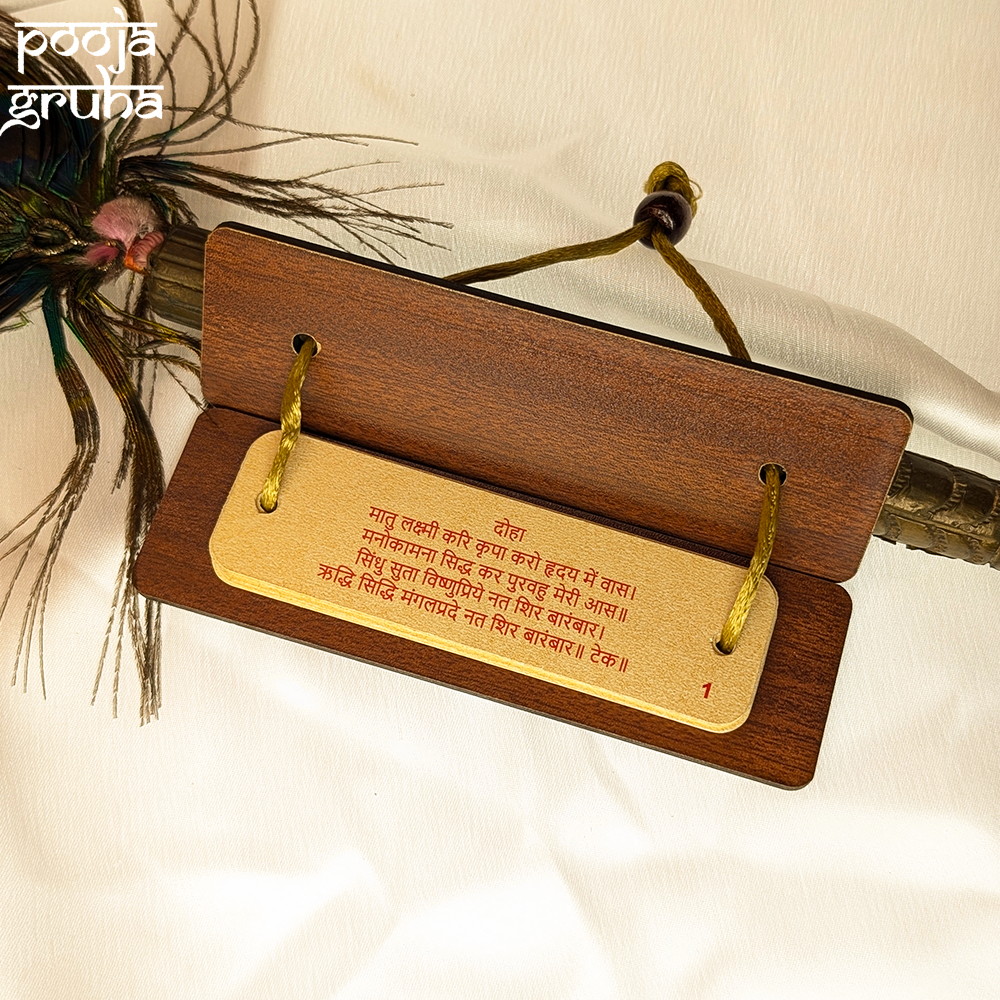 pooja
gruha
दोहा
मातु लक्ष्मी करि कृपा करो हृदय में वास।
मनोकामना सिद्ध कर पुरवहु मेरी आस॥
सिंधु सुता विष्णुप्रिये नत शिर बारंबार।
ऋद्धि सिद्धि मंगलप्रदे नत शिर बारंबार॥ टेक॥
1